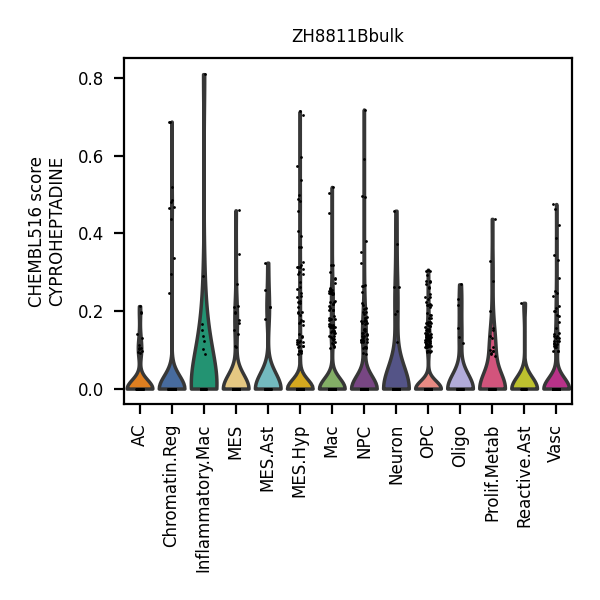 ZH8811Bbulk
CHEMBL516 score
CYPROHEPTADINE
0.8
0.6
0.4
0.2
0.0
AC
Chromatin.Reg
Inflammatory.Mac
MES
MES.Ast
MES.Hyp
Mac
NPC
Neuron
OPC
Oligo
Prolif.Metab
Reactive.Ast
Vasc